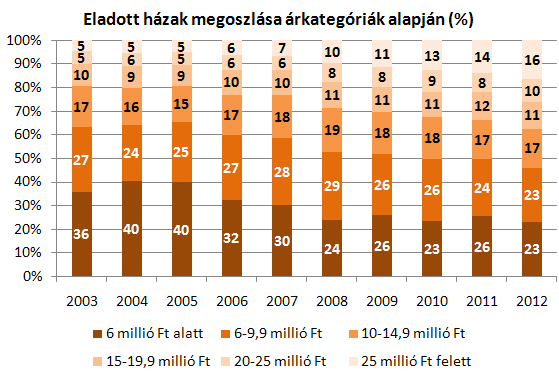 Eladott házak megoszlása árkategóriák alapján (%)
100%
90%
80%
70%
60%
50%
40%
30%
20%
10%
0%
5 5 5 6 7 10 11 13 14 16
5 6 5 6 6 8 8 9 8 10
10 9 9 10 10 11 11 11 12 11
17 16 15 17 18 19 18 18 17 17
27 24 25 27 28 29 26 26 24 23
36 40 40 32 30 24 26 23 26 23
2003 2004 2005 2006 2007 2008 2009 2010 2011 2012
6 millió Ft alatt 6-9,9 millió Ft 10-14,9 millió Ft
15-19,9 millió Ft 20-25 millió Ft 25 millió Ft felett